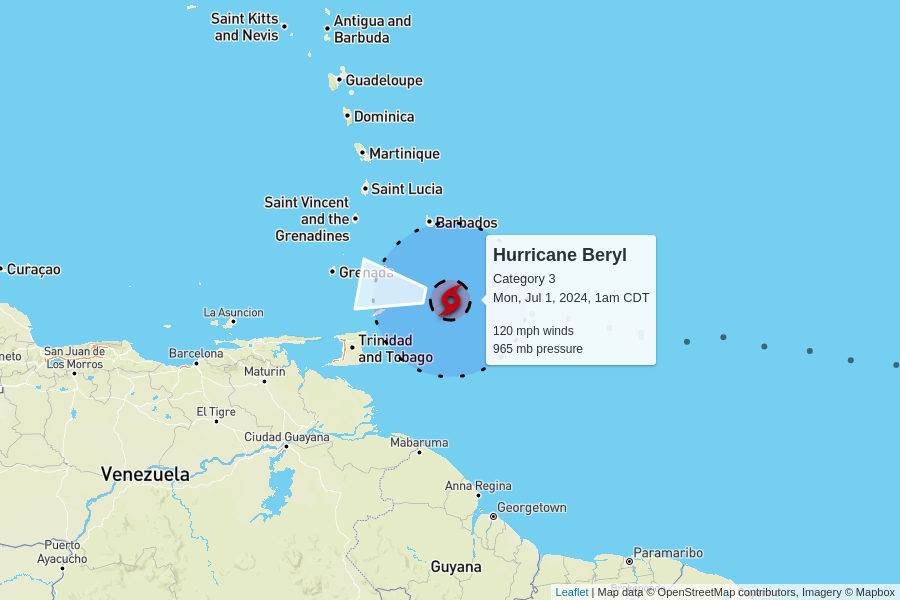 Saint Kitts
and Nevis
Antigua and
Barbuda
Guadeloupe
Dominica
Martinique
Saint Lucia
Saint Vincent
and the
Grenadines
Barbados
Grenada
Curaçao
Hurricane Beryl
Category 3
Mon, Jul 1, 2024, 1am CDT
120 mph winds
965 mb pressure
La Asuncion
Trinidad
and Tobago
San Juan de
Los Morros
Barcelona
Maturin
El Tigre
Ciudad Guayana
Mabaruma
Venezuela
Anna Regina
Georgetown
Puerto
Ayacucho
Paramaribo
Guyana
Leaflet | Map data © OpenStreetMap contributors, Imagery © Mapbox